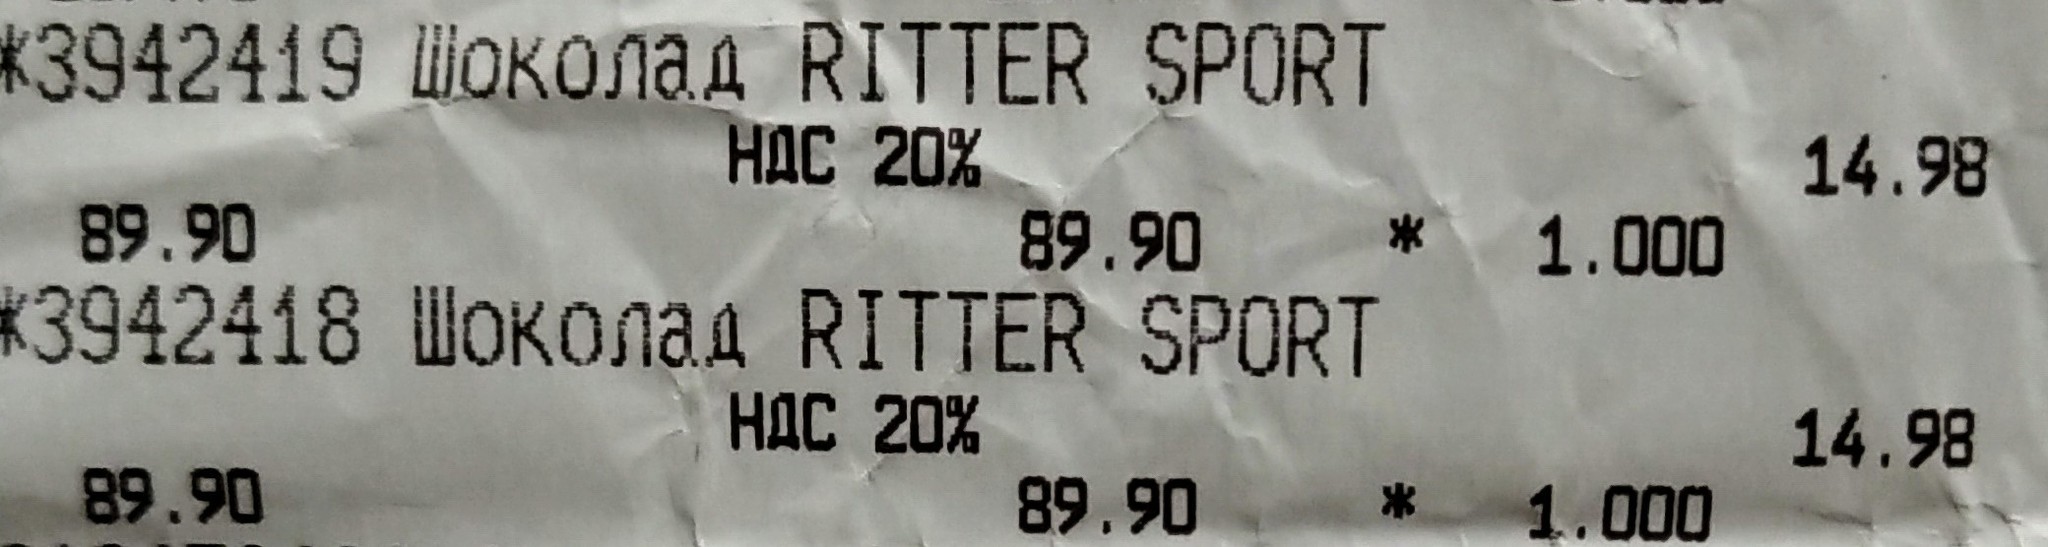 *3942419 Шоколад RITTER SPORT
НДС 20% 14.98
89.90 89.90 * 1.000
*3942418 Шоколад RITTER SPORT
НДС 20% 14.98
89.90 89.90 * 1.000